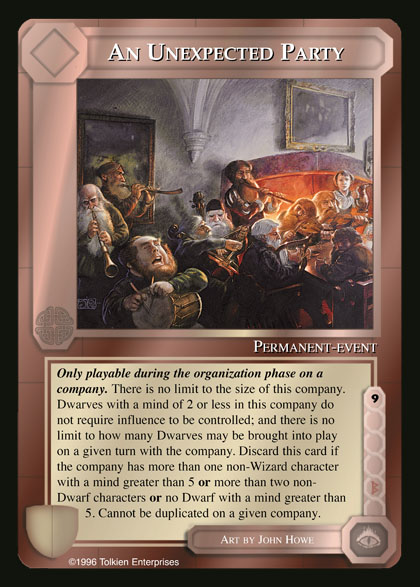 An Unexpected Party
Permanent-event
Only playable during the organization phase on a
company. There is no limit to the size of this company.
Dwarves with a mind of 2 or less in this company do
not require influence to be controlled; and there is no
limit to how many Dwarves may be brought into play
on a given turn with the company. Discard this card if
the company has more than one non-Wizard character
with a mind greater than 5 or more than two non-
Dwarf characters or no Dwarf with a mind greater than
5. Cannot be duplicated on a given company.
9
Art by John Howe
©1996 Tolkien Enterprises